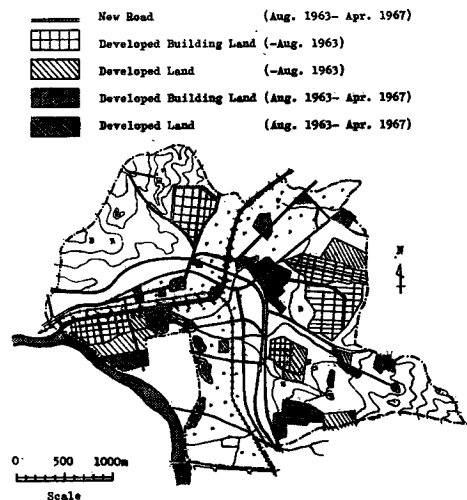 New Road (Aug. 1963- Apr. 1967)
Developed Building Land (-Aug. 1963)
Developed Land (-Aug. 1963)
Developed Building Land (Aug. 1963- Apr. 1967)
Developed Land (Aug. 1963- Apr. 1967)
N
0 500 1000m
Scale